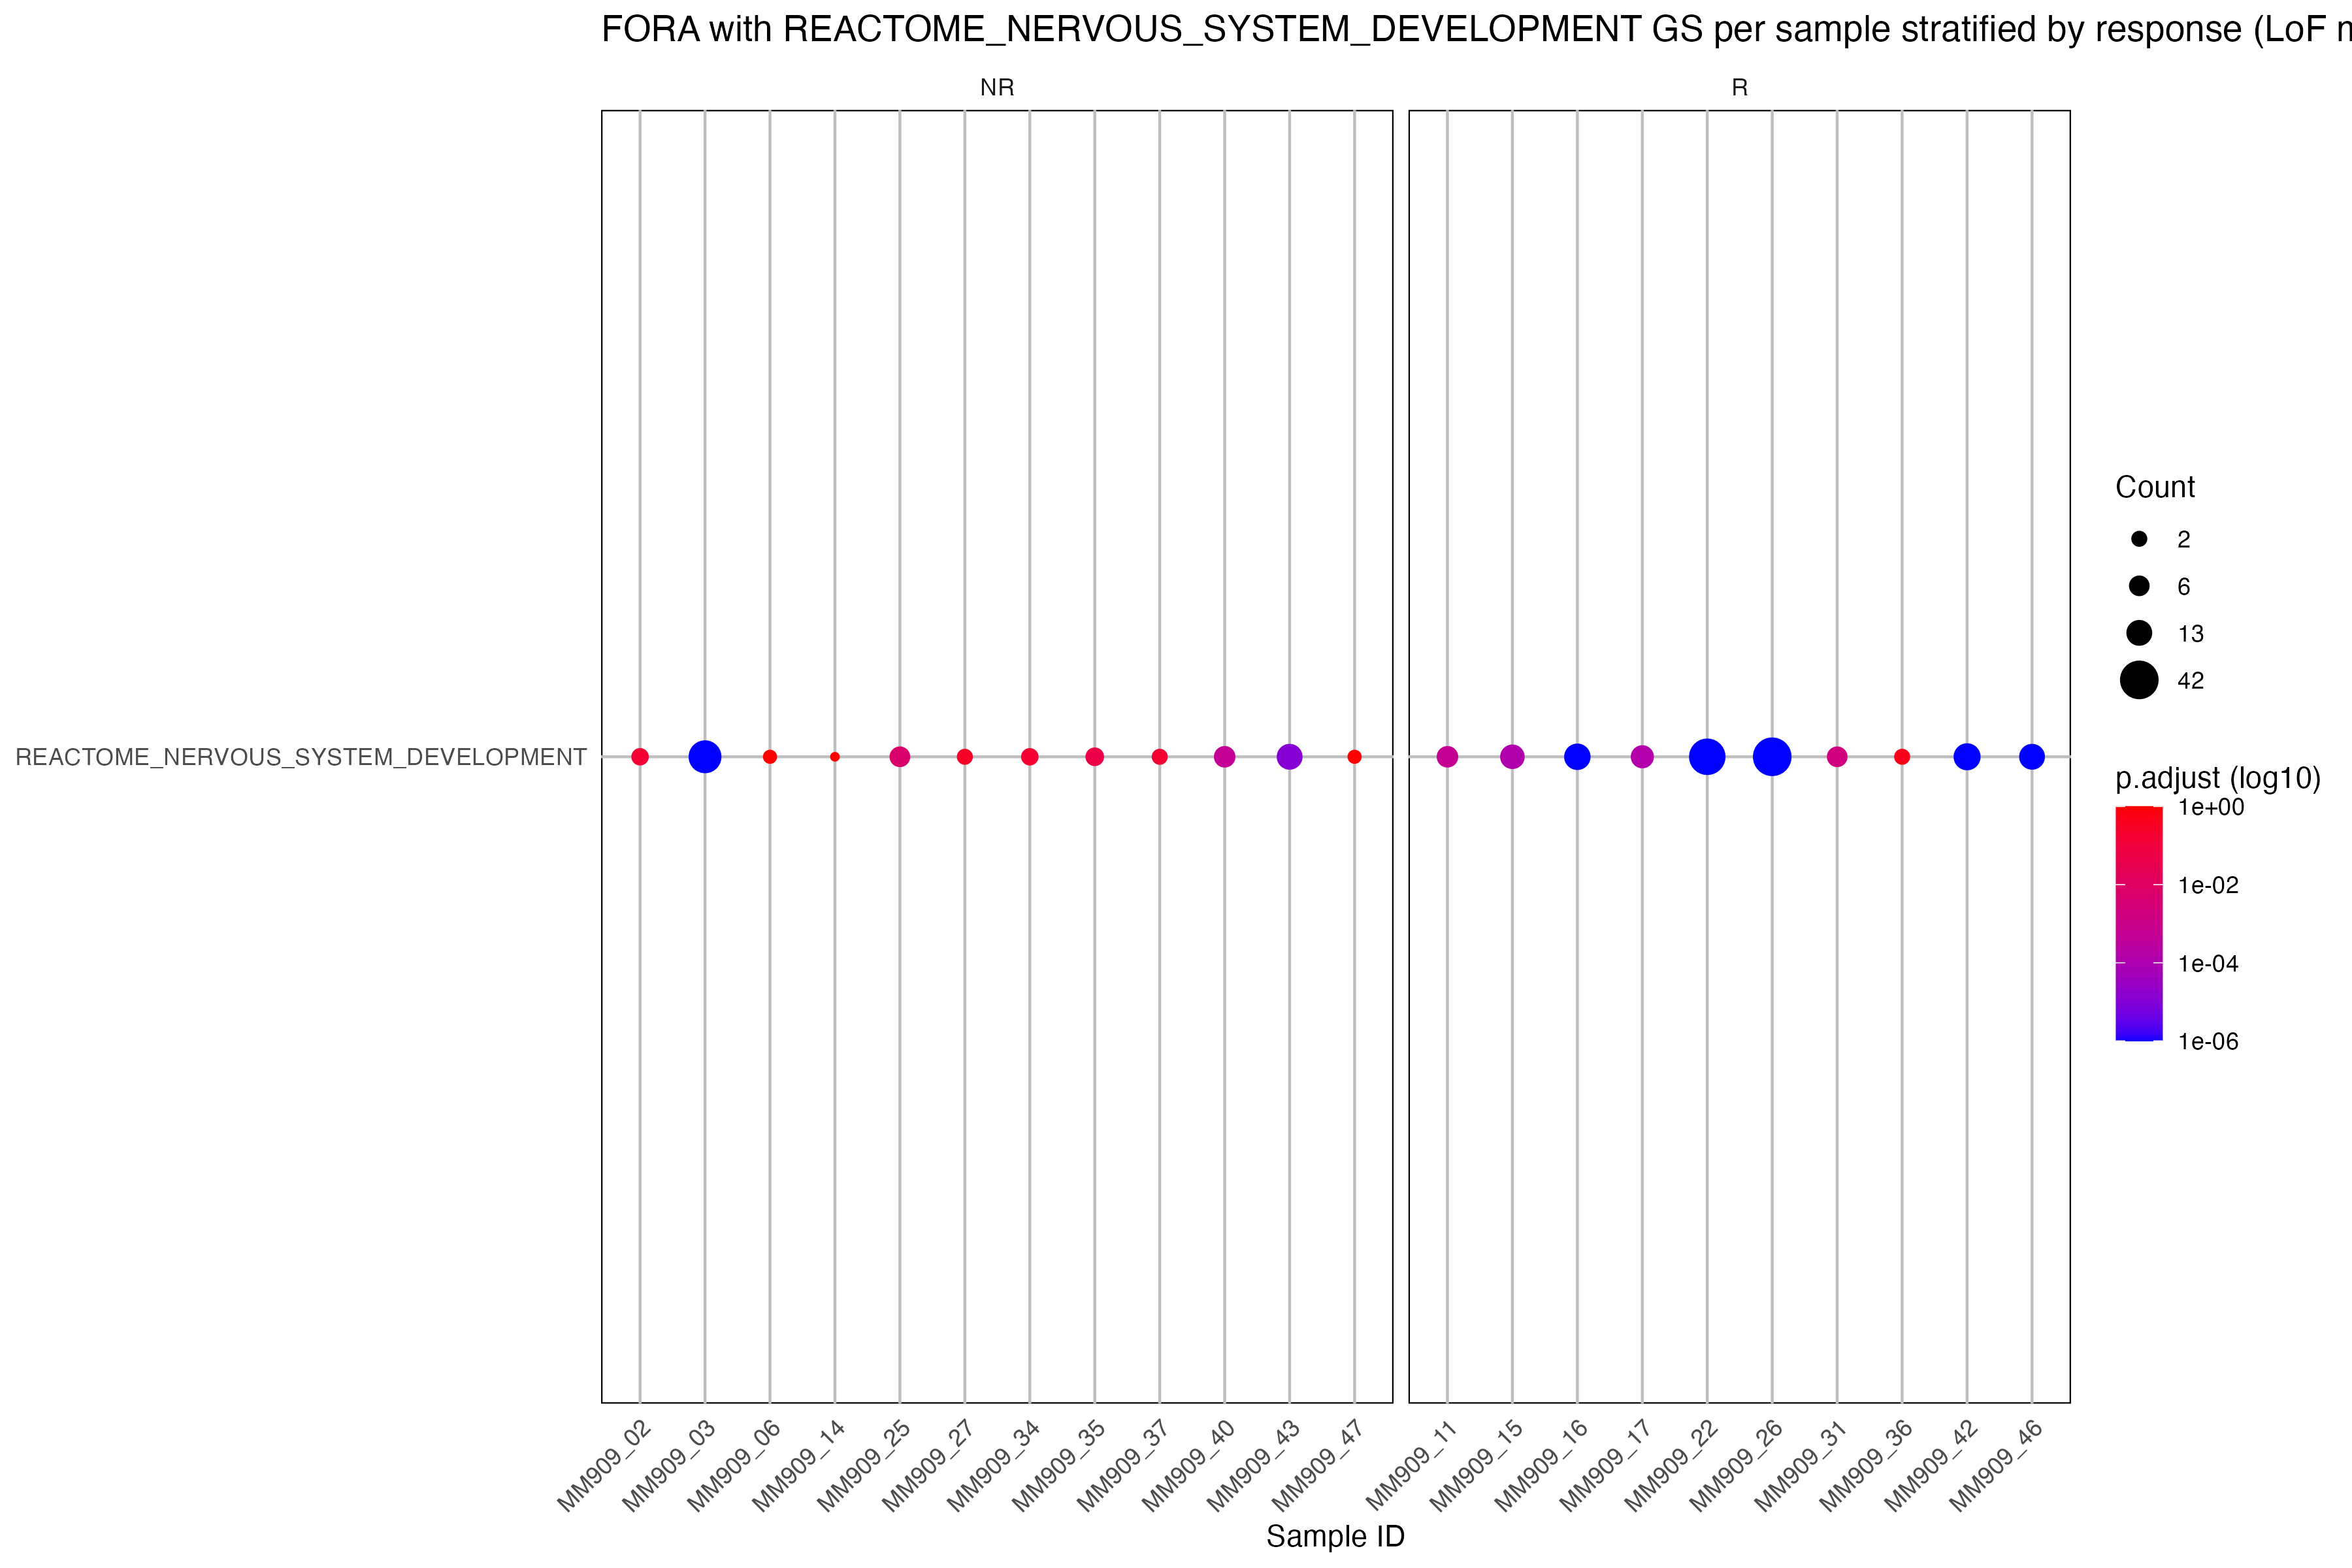 FORA with REACTOME_NERVOUS_SYSTEM_DEVELOPMENT GS per sample stratified by response (LoF
NR
R
REACTOME_NERVOUS_SYSTEM_DEVELOPMENT
Count
2
6
13
42
p.adjust (log10)
1e+00
1e-02
1e-04
1e-06
MM909_02
MM909_03
MM909_06
MM909_14
MM909_25
MM909_27
MM909_34
MM909_35
MM909_37
MM909_40
MM909_43
MM909_47
MM909_11
MM909_15
MM909_16
MM909_17
MM909_22
MM909_26
MM909_31
MM909_36
MM909_42
MM909_46
Sample ID